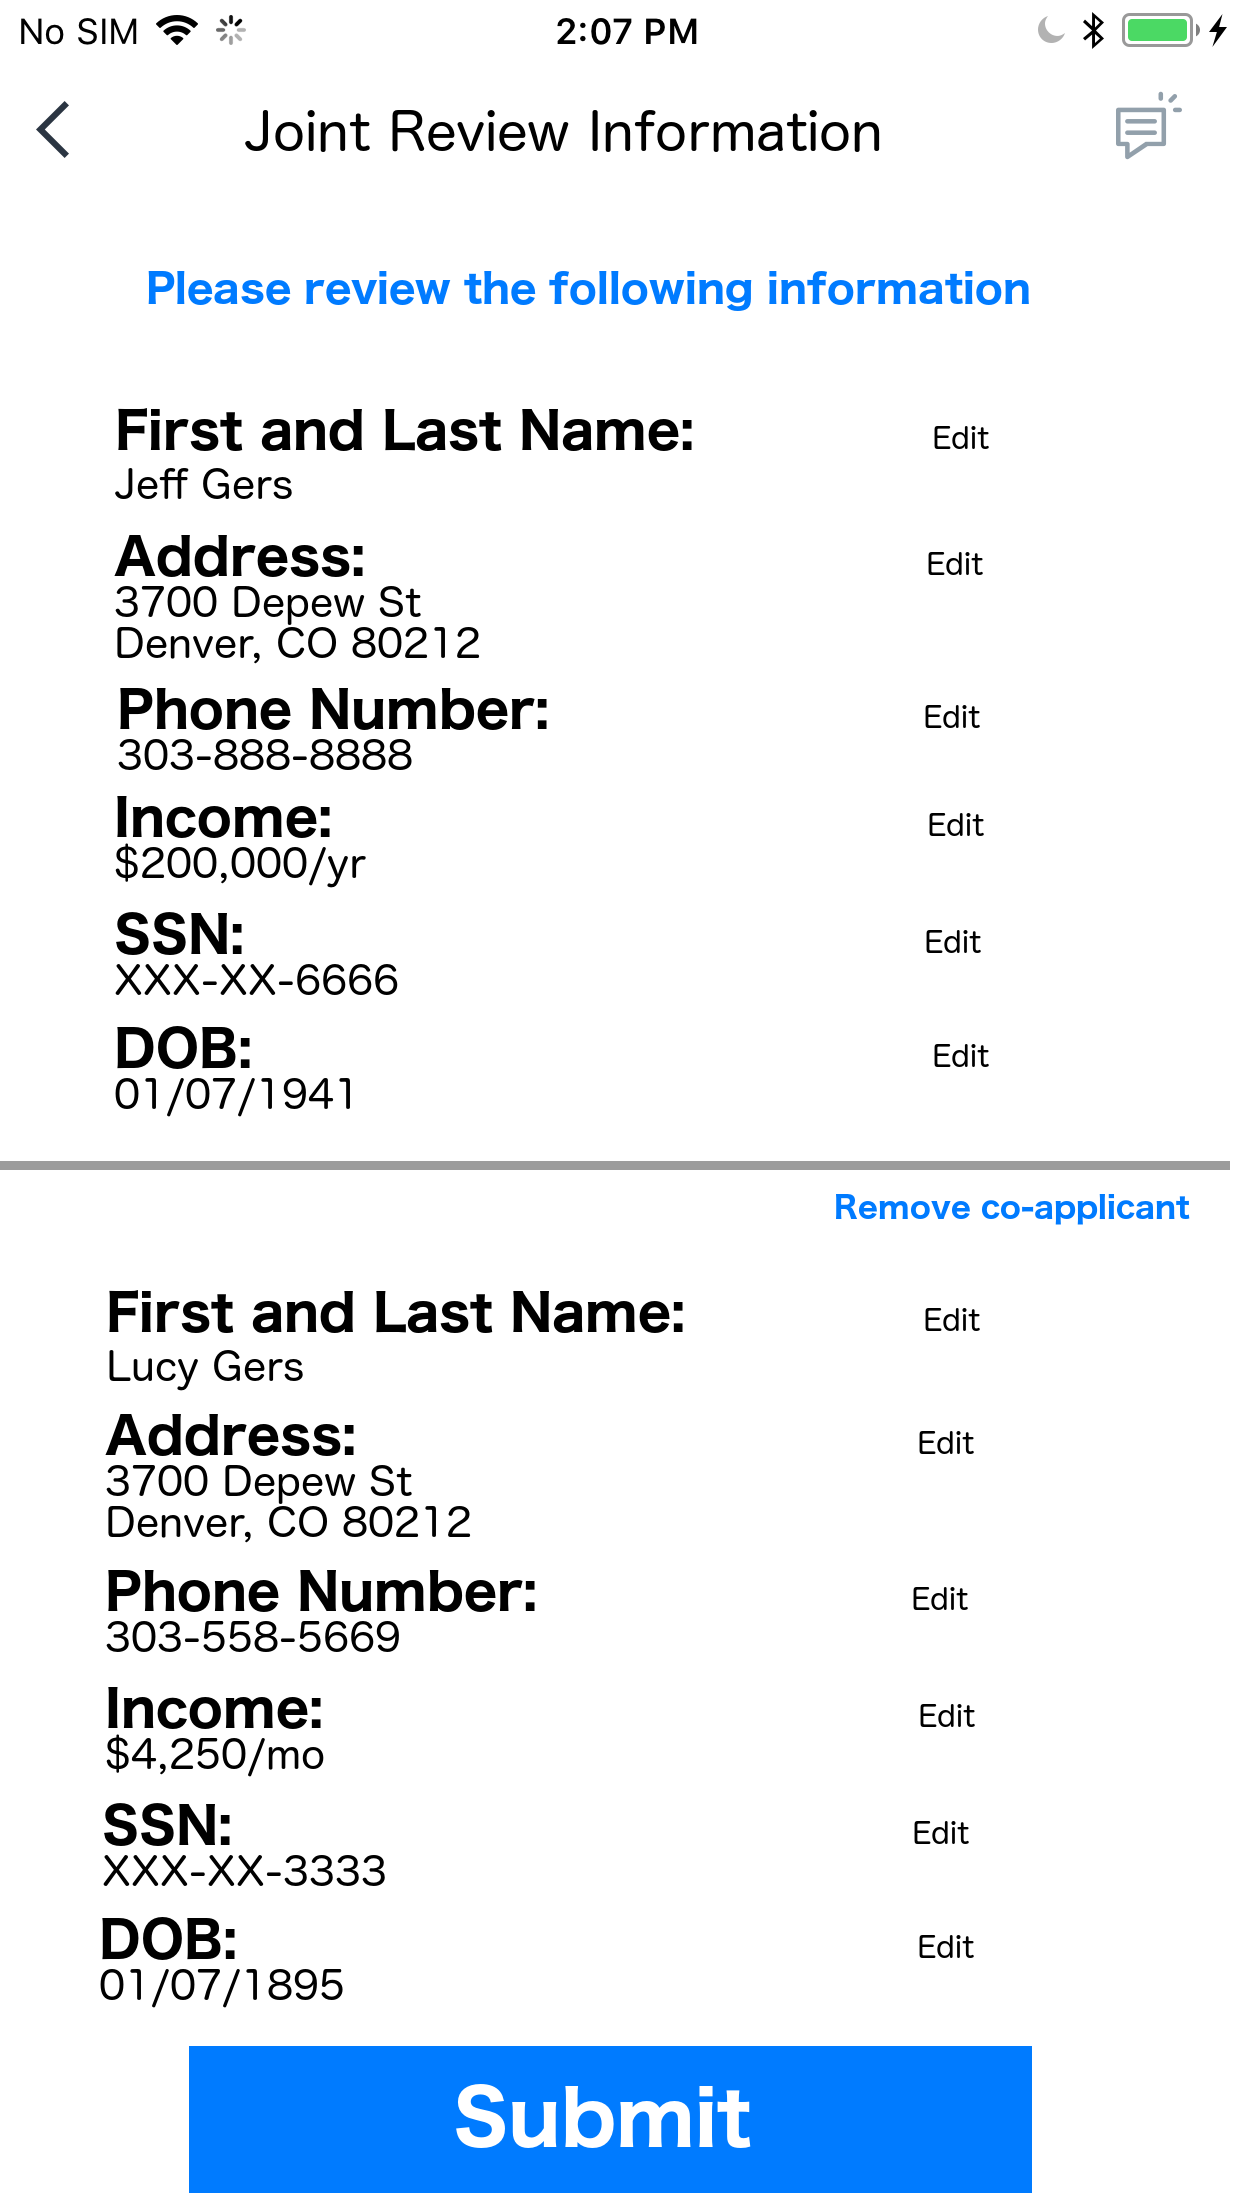 No SIM 2:07 PM
Joint Review Information
Please review the following information
First and Last Name: Edit
Jeff Gers
Address: Edit
3700 Depew St
Denver, CO 80212
Phone Number: Edit
303-888-8888
Income: Edit
$200,000/yr
SSN: Edit
XXX-XX-6666
DOB: Edit
01/07/1941
Remove co-applicant
First and Last Name: Edit
Lucy Gers
Address: Edit
3700 Depew St
Denver, CO 80212
Phone Number: Edit
303-558-5669
Income: Edit
$4,250/mo
SSN: Edit
XXX-XX-3333
DOB: Edit
01/07/1895
Submit